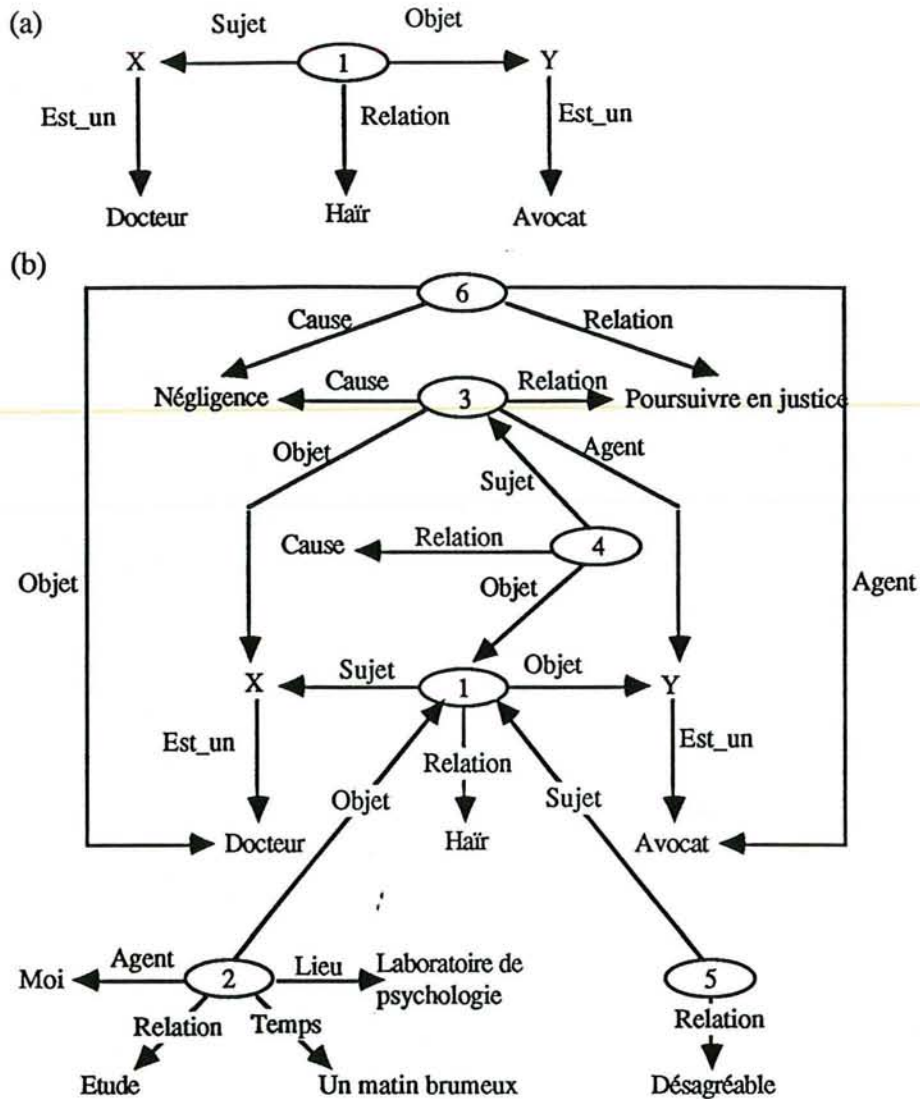 (a)
Sujet
Objet
X
1
Y
Est_un
Relation
Est_un
Docteur
Haïr
Avocat
(b)
6
Cause
Relation
Négligence
Cause
3
Relation
Poursuivre en justice
Objet
Agent
Sujet
Cause
Relation
4
Objet
Objet
Agent
X
Sujet
1
Objet
Y
Est_un
Relation
Est_un
Objet
Sujet
Docteur
Haïr
Avocat
Moi
Agent
2
Lieu
Laboratoire de
psychologie
5
Relation
Temps
Relation
Etude
Un matin brumeux
Désagréable